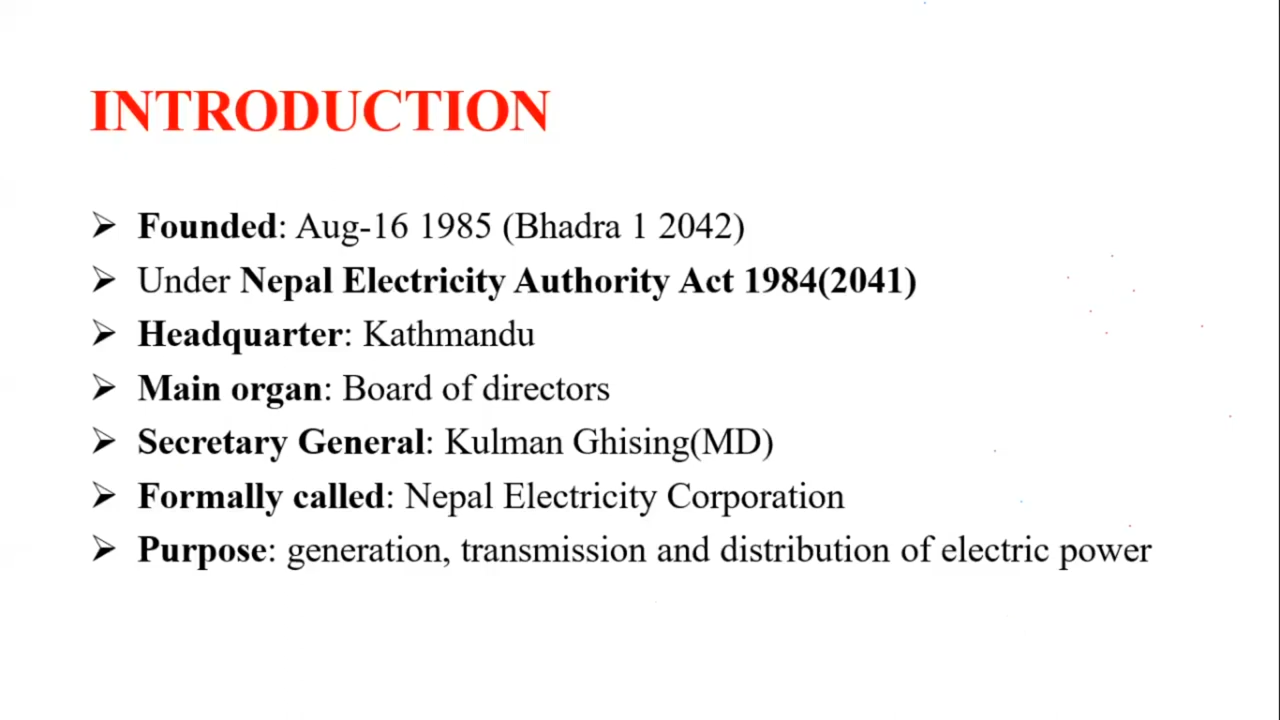 INTRODUCTION
➢ Founded: Aug-16 1985 (Bhadra 1 2042)
➢ Under Nepal Electricity Authority Act 1984(2041)
➢ Headquarter: Kathmandu
➢ Main organ: Board of directors
➢ Secretary General: Kulman Ghising(MD)
➢ Formally called: Nepal Electricity Corporation
➢ Purpose: generation, transmission and distribution of electric power